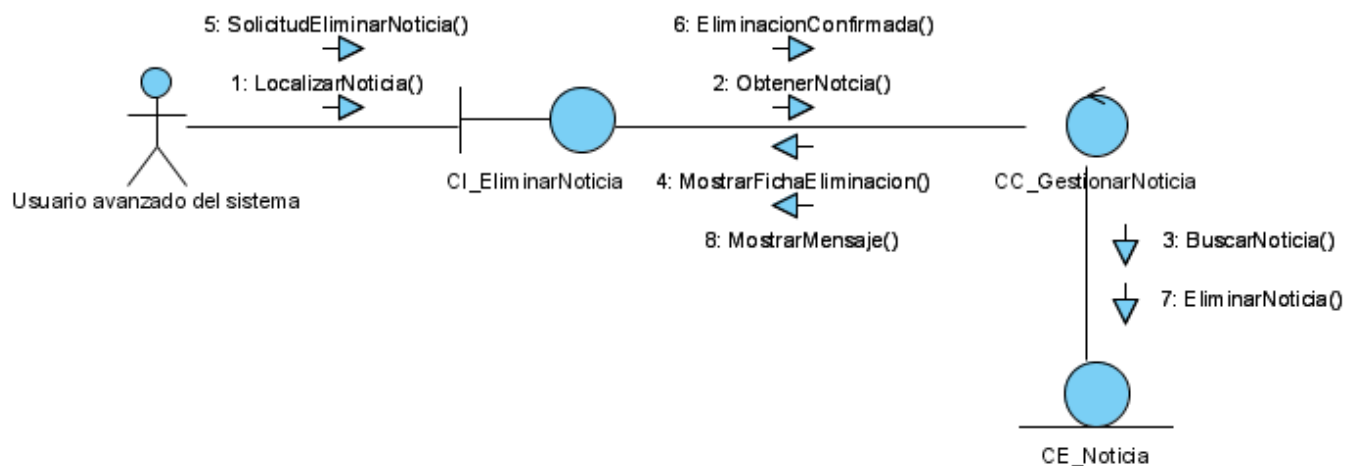 5: SolicitudEliminarNoticia()
6: EliminacionConfirmada()
1: LocalizarNoticia()
2: ObtenerNotcia()
CI_EliminarNoticia
4: MostrarFichaEliminacion()
CC_GestionarNoticia
Usuario avanzado del sistema
8: MostrarMensaje()
3: BuscarNoticia()
7: EliminarNoticia()
CE_Noticia